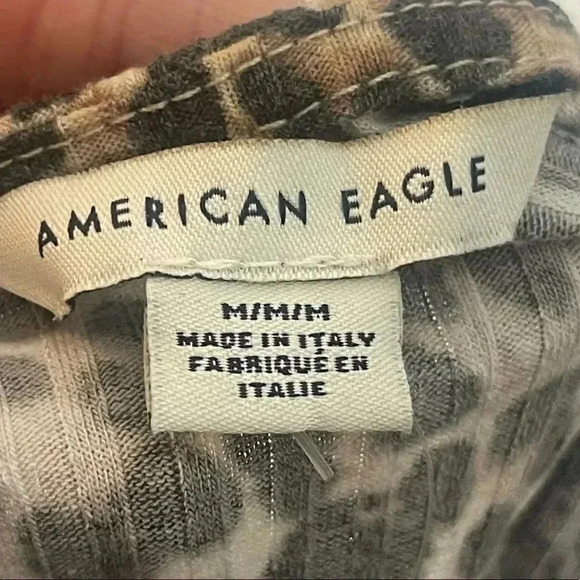 AMERICAN EAGLE
M/M/M
MADE IN ITALY
FABRIQUÉ EN
ITALIE